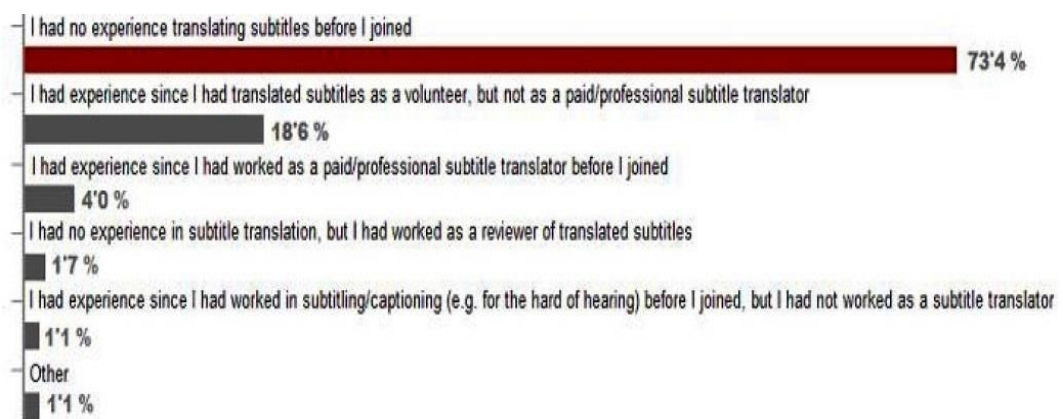 I had no experience translating subtitles before I joined
73'4 %
I had experience since I had translated subtitles as a volunteer, but not as a paid/professional subtitle translator
18'6 %
I had experience since I had worked as a paid/professional subtitle translator before I joined
4'0 %
I had no experience in subtitle translation, but I had worked as a reviewer of translated subtitles
1'7 %
I had experience since I had worked in subtitling/captioning (e.g. for the hard of hearing) before I joined, but I had not worked as a subtitle translator
1'1 %
Other
1'1 %